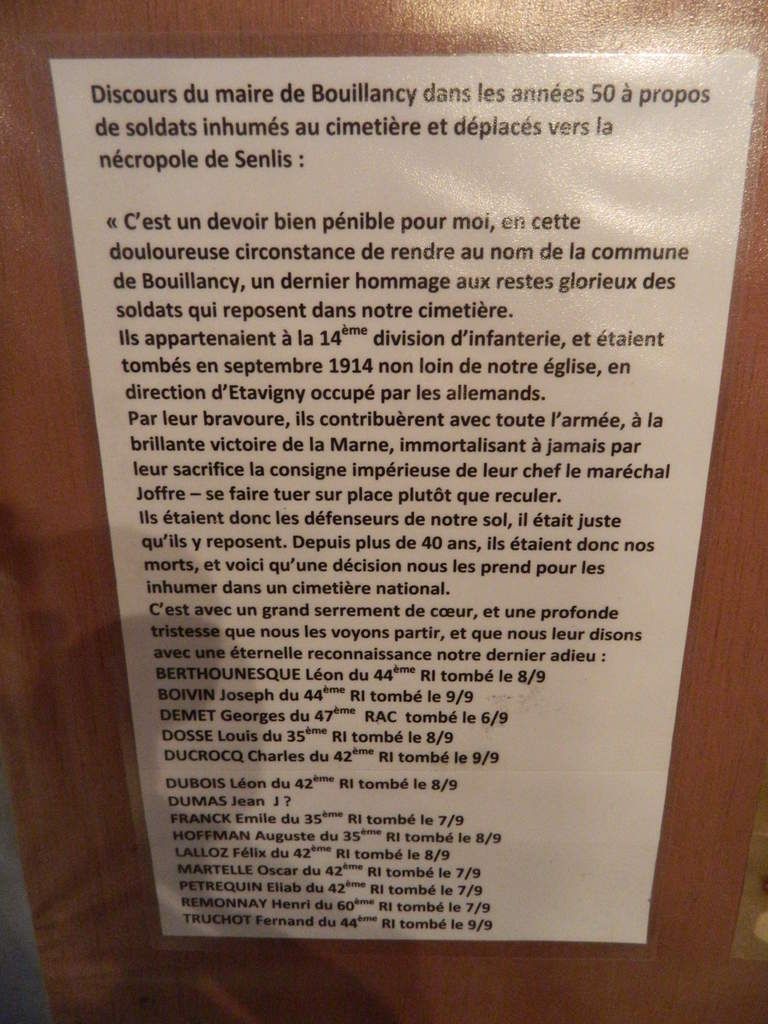 Discours du maire de Bouillancy dans les années 50 à propos
de soldats inhumés au cimetière et déplacés vers la
nécropole de Senlis :
« C'est un devoir bien pénible pour moi, en cette
douloureuse circonstance de rendre au nom de la commune
de Bouillancy, un dernier hommage aux restes glorieux des
soldats qui reposent dans notre cimetière.
Ils appartenaient à la 14ème division d'infanterie, et étaient
tombés en septembre 1914 non loin de notre église, en
direction d'Etavigny occupé par les allemands.
Par leur bravoure, ils contribuèrent avec toute l'armée, à la
brillante victoire de la Marne, immortalisant à jamais par
leur sacrifice la consigne impérieuse de leur chef le maréchal
Joffre – se faire tuer sur place plutôt que reculer.
Ils étaient donc les défenseurs de notre sol, il était juste
qu'ils y reposent. Depuis plus de 40 ans, ils étaient donc nos
morts, et voici qu'une décision nous les prend pour les
inhumer dans un cimetière national.
C'est avec un grand serrement de cœur, et une profonde
tristesse que nous les voyons partir, et que nous leur disons
avec une éternelle reconnaissance notre dernier adieu :
BERTHOUNESQUE Léon du 44ème RI tombé le 8/9
BOIVIN Joseph du 44ème RI tombé le 9/9
DEMET Georges du 47ème RAC tombé le 6/9
DOSSE Louis du 35ème RI tombé le 8/9
DUCROCQ Charles du 42ème RI tombé le 9/9
DUBOIS Léon du 42ème RI tombé le 8/9
DUMAS Jean J ?
FRANCK Emile du 35ème RI tombé le 7/9
HOFFMAN Auguste du 35ème RI tombé le 8/9
LALLOZ Félix du 42ème RI tombé le 8/9
MARTELLE Oscar du 42ème RI tombé le 7/9
PETREQUIN Eliab du 42ème RI tombé le 7/9
REMONNAY Henri du 60ème RI tombé le 7/9
TRUCHOT Fernand du 44ème RI tombé le 9/9